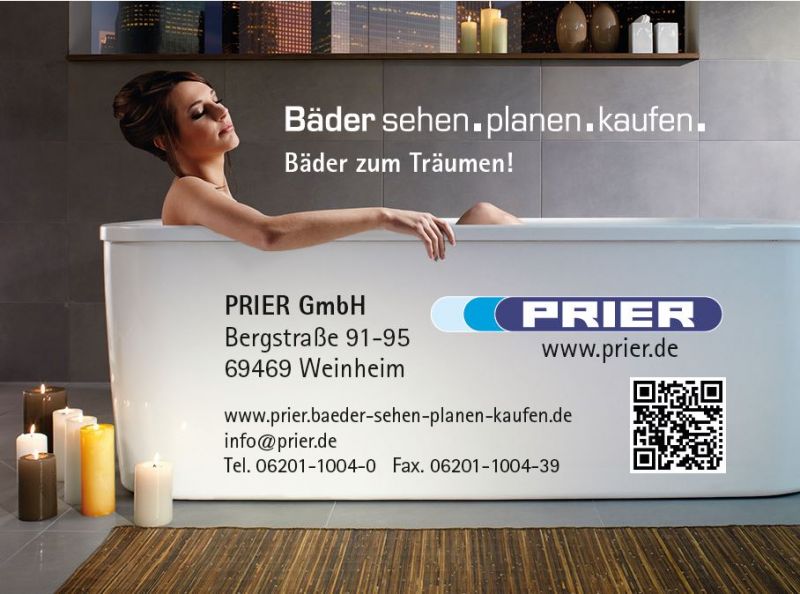 Bäder sehen.planen.kaufen.
Bäder zum Träumen!
PRIER GmbH
Bergstraße 91-95
69469 Weinheim
PRIER
www.prier.de
www.prier.baeder-sehen-planen-kaufen.de
info@prier.de
Tel. 06201-1004-0 Fax. 06201-1004-39